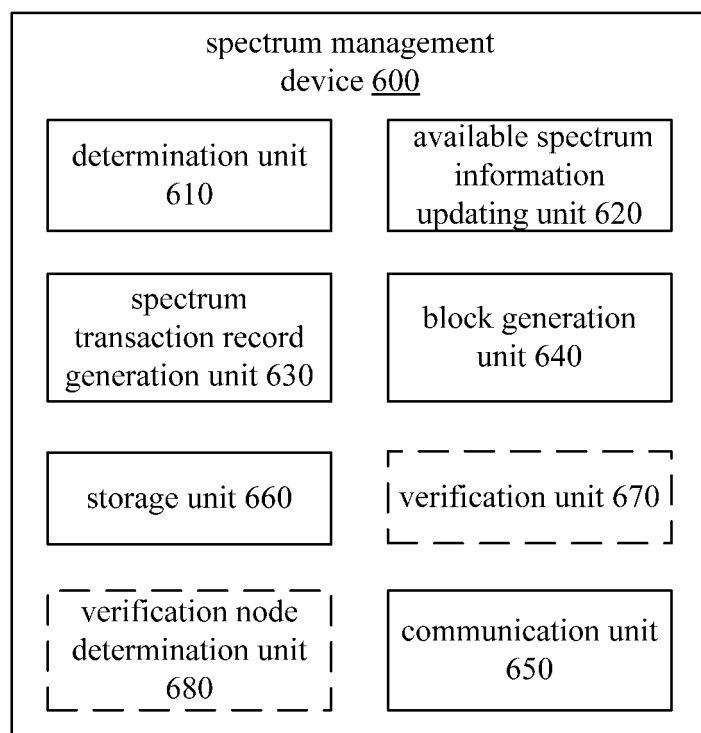 spectrum management
device 600
determination unit
610
available spectrum
information
updating unit 620
spectrum
transaction record
generation unit 630
block generation
unit 640
storage unit 660
verification unit 670
verification node
determination unit
680
communication unit
650